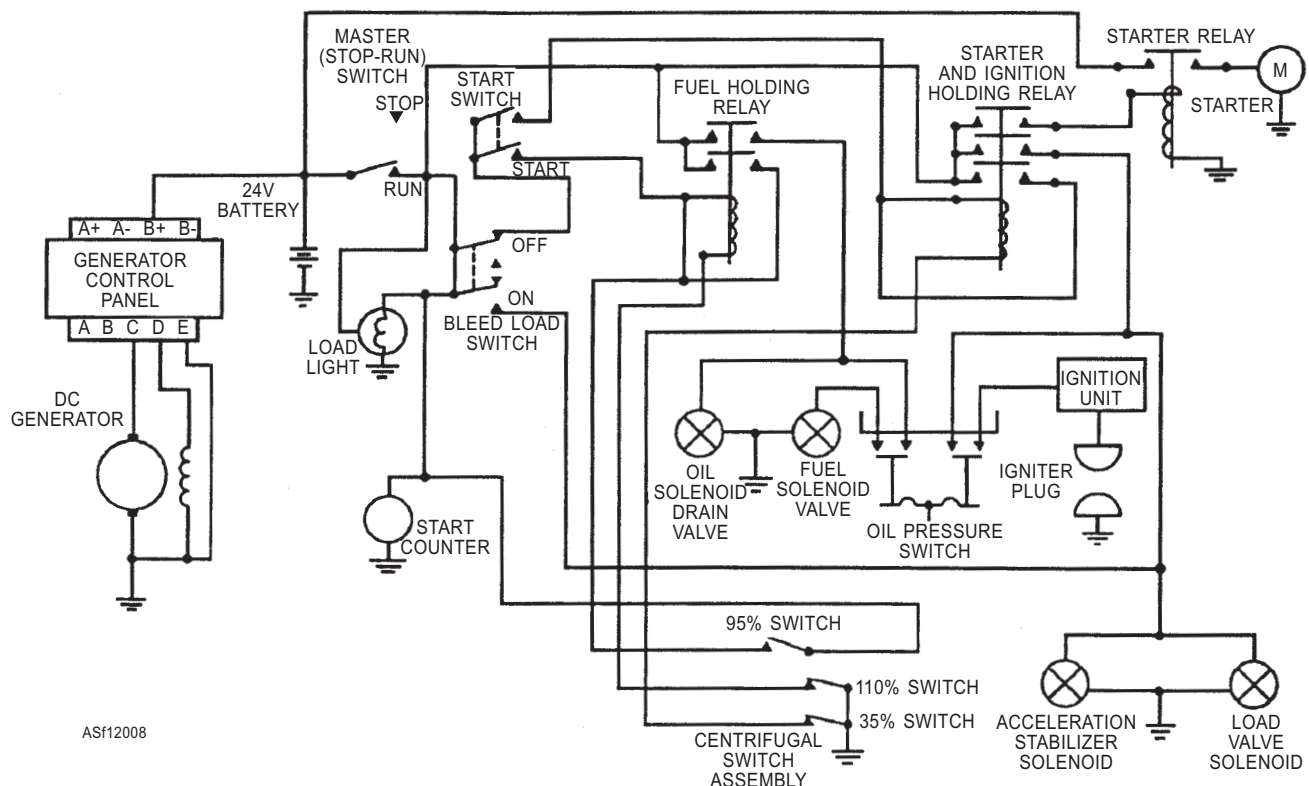 MASTER
(STOP-RUN)
SWITCH
STOP
START
SWITCH
START
RUN
FUEL HOLDING
RELAY
STARTER
AND IGNITION
HOLDING RELAY
STARTER RELAY
M
STARTER
24V
BATTERY
A+ A- B+ B-
GENERATOR
CONTROL
PANEL
A B C D E
OFF
ON
BLEED LOAD
SWITCH
LOAD
LIGHT
DC
GENERATOR
START
COUNTER
OIL
SOLENOID
DRAIN
VALVE
FUEL
SOLENOID
VALVE
OIL PRESSURE
SWITCH
IGNITION
UNIT
IGNITER
PLUG
95% SWITCH
110% SWITCH
35% SWITCH
CENTRIFUGAL
SWITCH
ASSEMBLY
ACCELERATION
STABILIZER
SOLENOID
LOAD
VALVE
SOLENOID
ASf12008